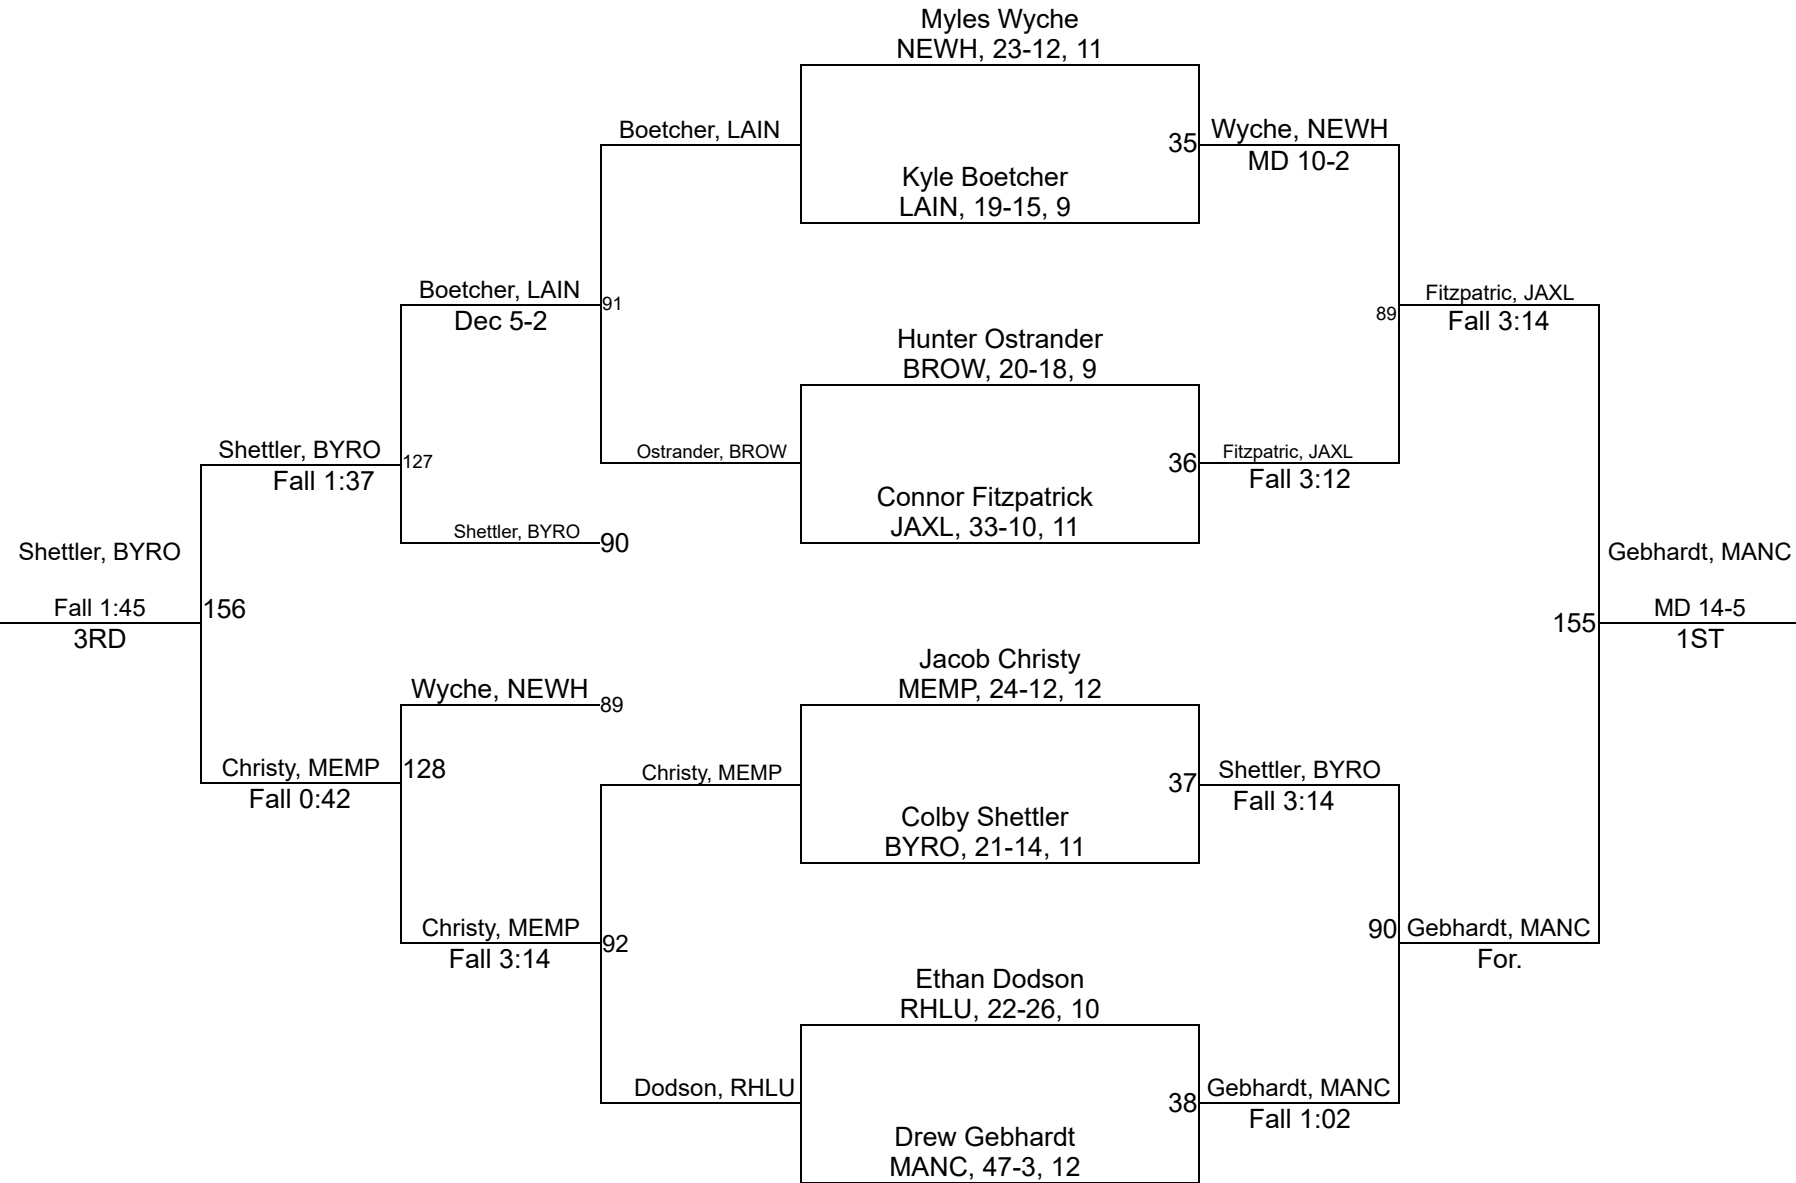 Myles Wyche
NEWH, 23-12, 11
Boetcher, LAIN
35
Wyche, NEWH
MD 10-2
Kyle Boetcher
LAIN, 19-15, 9
Boetcher, LAIN
91
Dec 5-2
Fitzpatric, JAXL
89
Fall 3:14
Hunter Ostrander
BROW, 20-18, 9
Shettler, BYRO
127
Fall 1:37
Ostrander, BROW
36
Fitzpatric, JAXL
Fall 3:12
Connor Fitzpatrick
JAXL, 33-10, 11
Shettler, BYRO
90
Shettler, BYRO
Gebhardt, MANC
Fall 1:45
156
3RD
155
MD 14-5
1ST
Jacob Christy
MEMP, 24-12, 12
Wyche, NEWH
89
Christy, MEMP
128
Fall 0:42
Christy, MEMP
37
Shettler, BYRO
Fall 3:14
Colby Shettler
BYRO, 21-14, 11
Christy, MEMP
92
Fall 3:14
90
Gebhardt, MANC
For.
Ethan Dodson
RHLU, 22-26, 10
Dodson, RHLU
38
Gebhardt, MANC
Fall 1:02
Drew Gebhardt
MANC, 47-3, 12